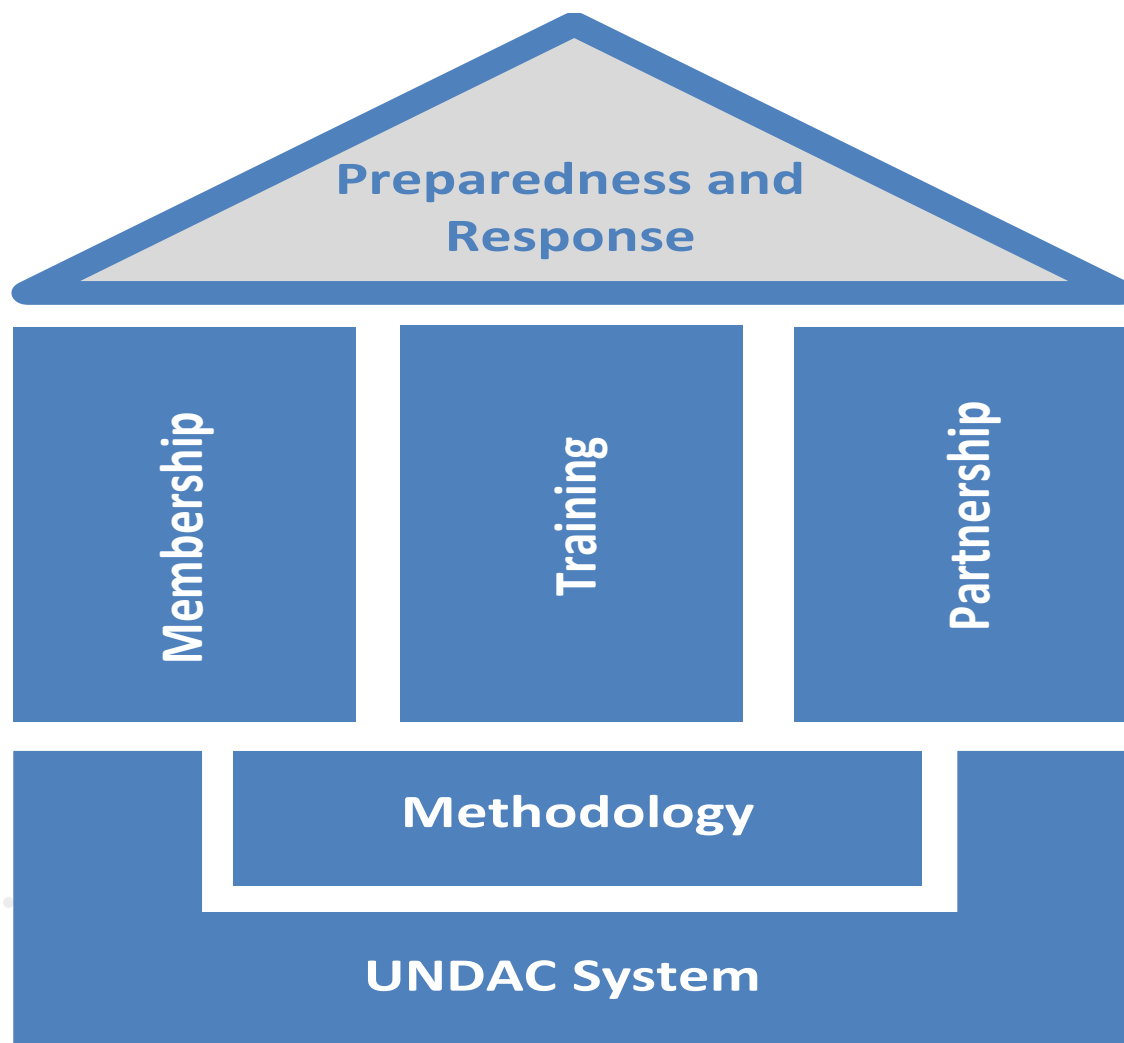 Preparedness and
Response
Membership
Training
Partnership
Methodology
UNDAC System